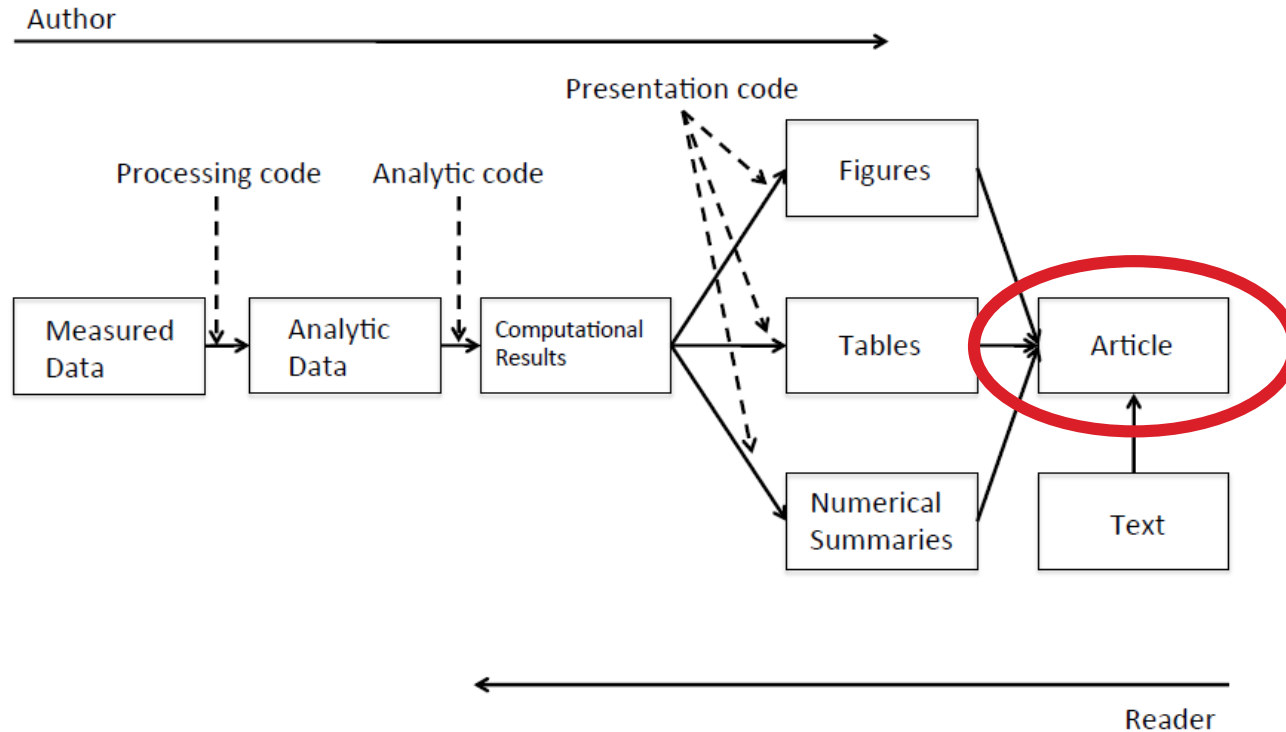 Author
Presentation code
Processing code
Analytic code
Figures
Measured
Data
Analytic
Data
Computational
Results
Tables
Article
Numerical
Summaries
Text
Reader